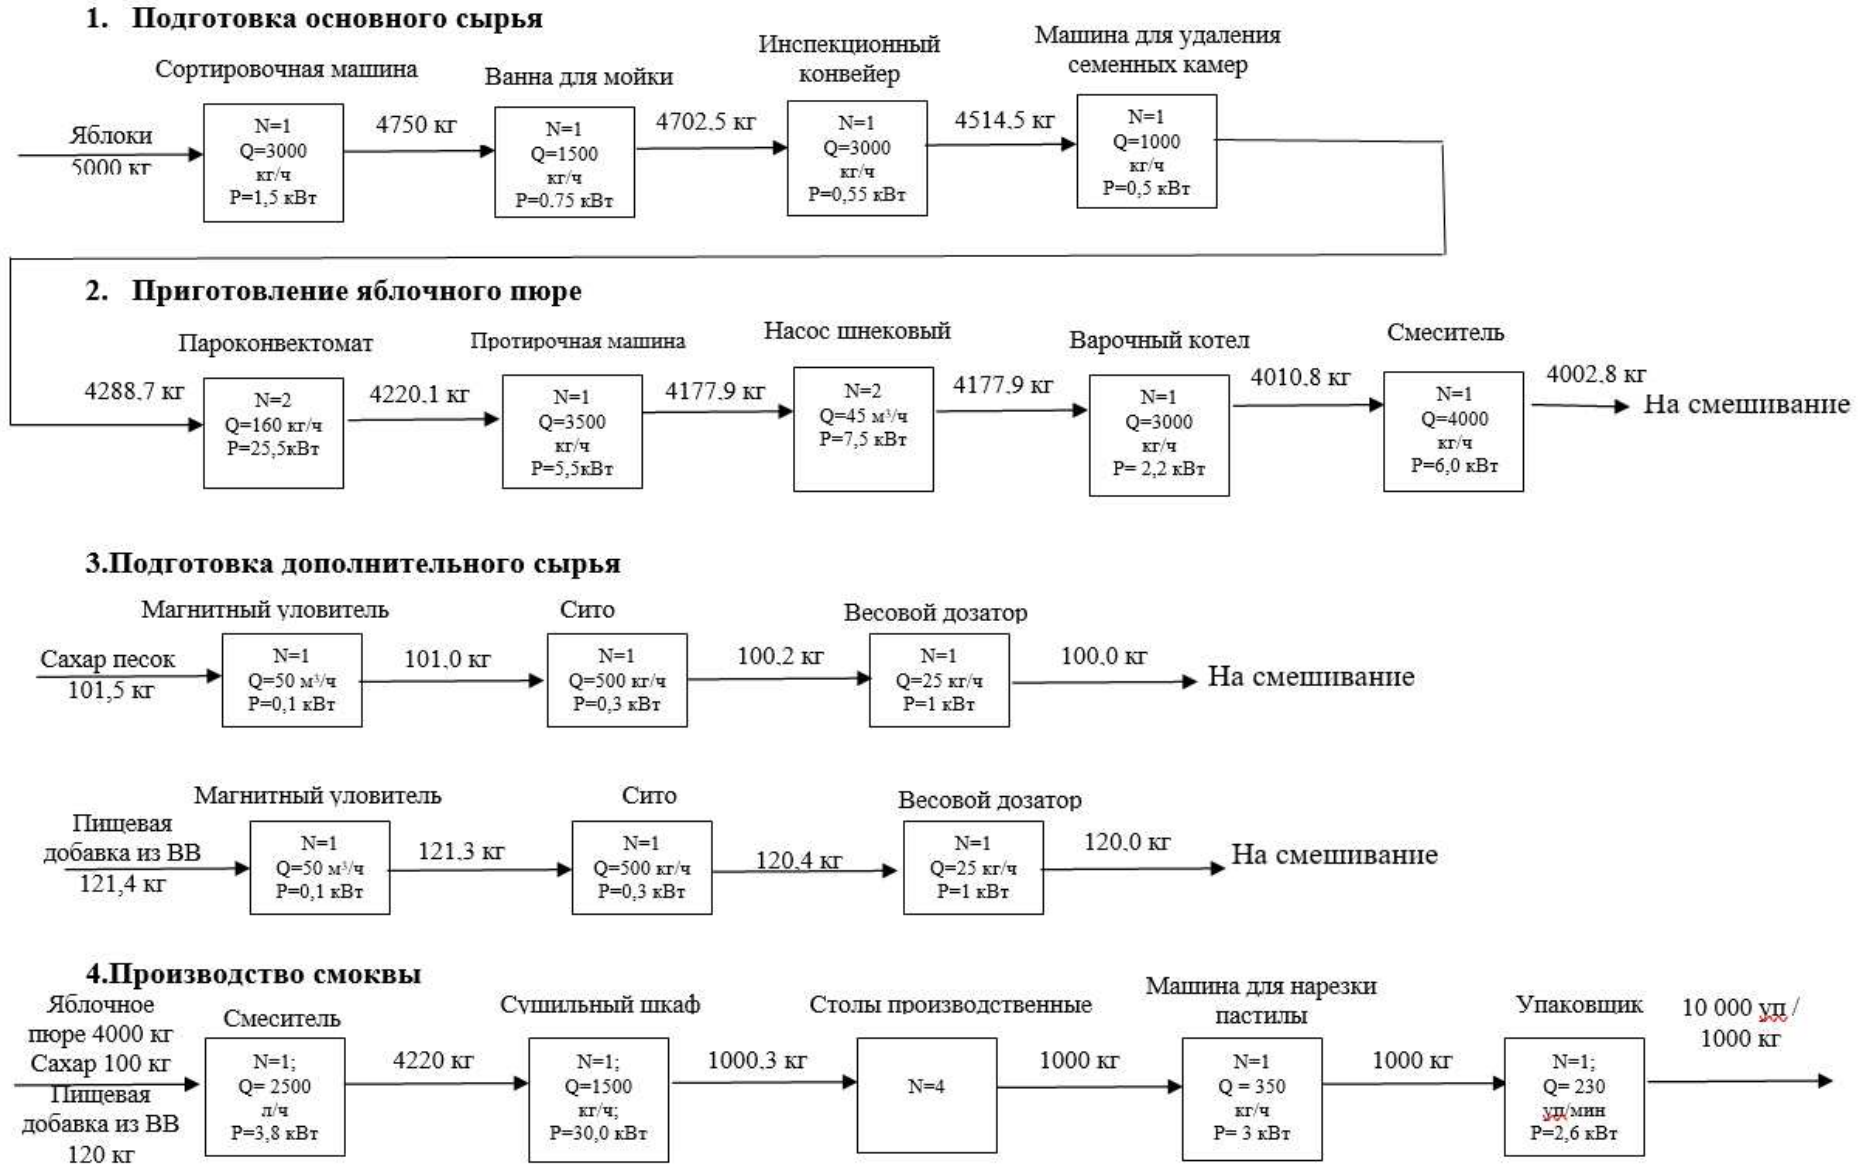 1. Подготовка основного сырья
Сортировочная машина
Ванна для мойки
Инспекционный
конвейер
Машина для удаления
семенных камер
Яблоки
5000 кг
N=1
Q=3000
кг/ч
P=1,5 кВт
4750 кг
N=1
Q=1500
кг/ч
P=0.75 кВт
4702,5 кг
N=1
Q=3000
кг/ч
P=0,55 кВт
4514,5 кг
N=1
Q=1000
кг/ч
P=0,5 кВт
2. Приготовление яблочного пюре
Пароконвектомат
Протирочная машина
Насос шнековый
Варочный котел
Смеситель
4288,7 кг
N=2
Q=160 кг/ч
P=25,5кВт
4220,1 кг
N=1
Q=3500
кг/ч
P=5,5кВт
4177,9 кг
N=2
Q=45 м³/ч
P=7,5 кВт
4177,9 кг
N=1
Q=3000
кг/ч
P= 2,2 кВт
4010,8 кг
N=1
Q=4000
кг/ч
P=6,0 кВт
4002,8 кг
На смешивание
3.Подготовка дополнительного сырья
Магнитный уловитель
Сито
Весовой дозатор
Сахар песок
101,5 кг
N=1
Q=50 м³/ч
P=0,1 кВт
101,0 кг
N=1
Q=500 кг/ч
P=0,3 кВт
100,2 кг
N=1
Q=25 кг/ч
P=1 кВт
100,0 кг
На смешивание
Магнитный уловитель
Сито
Весовой дозатор
Пищевая
добавка из ВВ
121,4 кг
N=1
Q=50 м³/ч
P=0,1 кВт
121,3 кг
N=1
Q=500 кг/ч
P=0,3 кВт
120,4 кг
N=1
Q=25 кг/ч
P=1 кВт
120,0 кг
На смешивание
4.Производство смоквы
Яблочное
пюре 4000 кг
Сахар 100 кг
Пищевая
добавка из ВВ
120 кг
Смеситель
N=1;
Q= 2500
л/ч
P=3,8 кВт
4220 кг
Сушильный шкаф
N=1;
Q=1500
кг/ч;
P=30,0 кВт
1000,3 кг
Столы производственные
N=4
1000 кг
Машина для нарезки
пастилы
N=1
Q = 350
кг/ч
P= 3 кВт
1000 кг
Упаковщик
N=1;
Q= 230
уп/мин
P=2,6 кВт
10 000 уп /
1000 кг